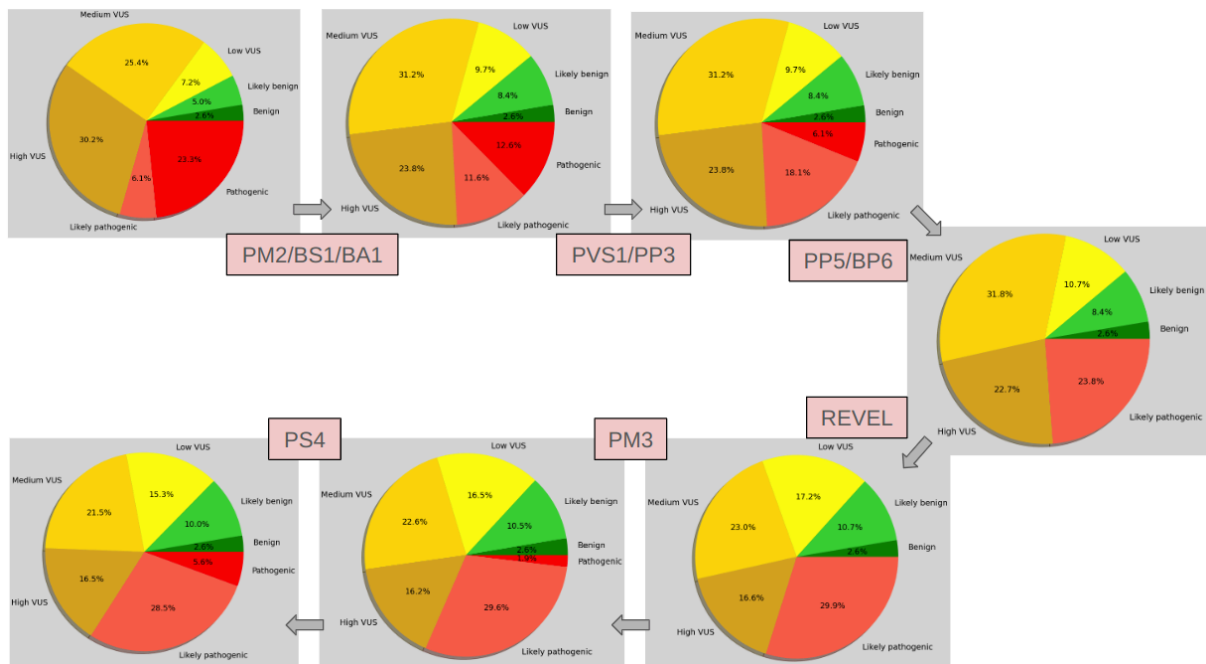 Medium VUS
Low VUS
25.4%
7.2%
Likely benign
5.0%
Benign
2.6%
30.2%
23.3%
High VUS
6.1%
Pathogenic
Likely pathogenic
PM2/BS1/BA1
Medium VUS
Low VUS
31.2%
9.7%
Likely benign
8.4%
Benign
2.6%
12.6%
Pathogenic
23.8%
11.6%
High VUS
Likely pathogenic
PVS1/PP3
Medium VUS
Low VUS
31.2%
9.7%
Likely benign
8.4%
Benign
2.6%
6.1%
Pathogenic
23.8%
18.1%
High VUS
Likely pathogenic
PP5/BP6
Medium VUS
Low VUS
31.8%
10.7%
Likely benign
8.4%
Benign
2.6%
22.7%
23.8%
Likely pathogenic
High VUS
REVEL
Low VUS
Medium VUS
17.2%
Likely benign
23.0%
10.7%
Benign
2.6%
16.6%
29.9%
High VUS
Likely pathogenic
PM3
Low VUS
Medium VUS
16.5%
Likely benign
22.6%
10.5%
Benign
2.6%
Pathogenic
1.9%
16.2%
29.6%
High VUS
Likely pathogenic
PS4
Low VUS
Medium VUS
15.3%
Likely benign
21.5%
10.0%
Benign
2.6%
5.6%
Pathogenic
16.5%
High VUS
28.5%
Likely pathogenic